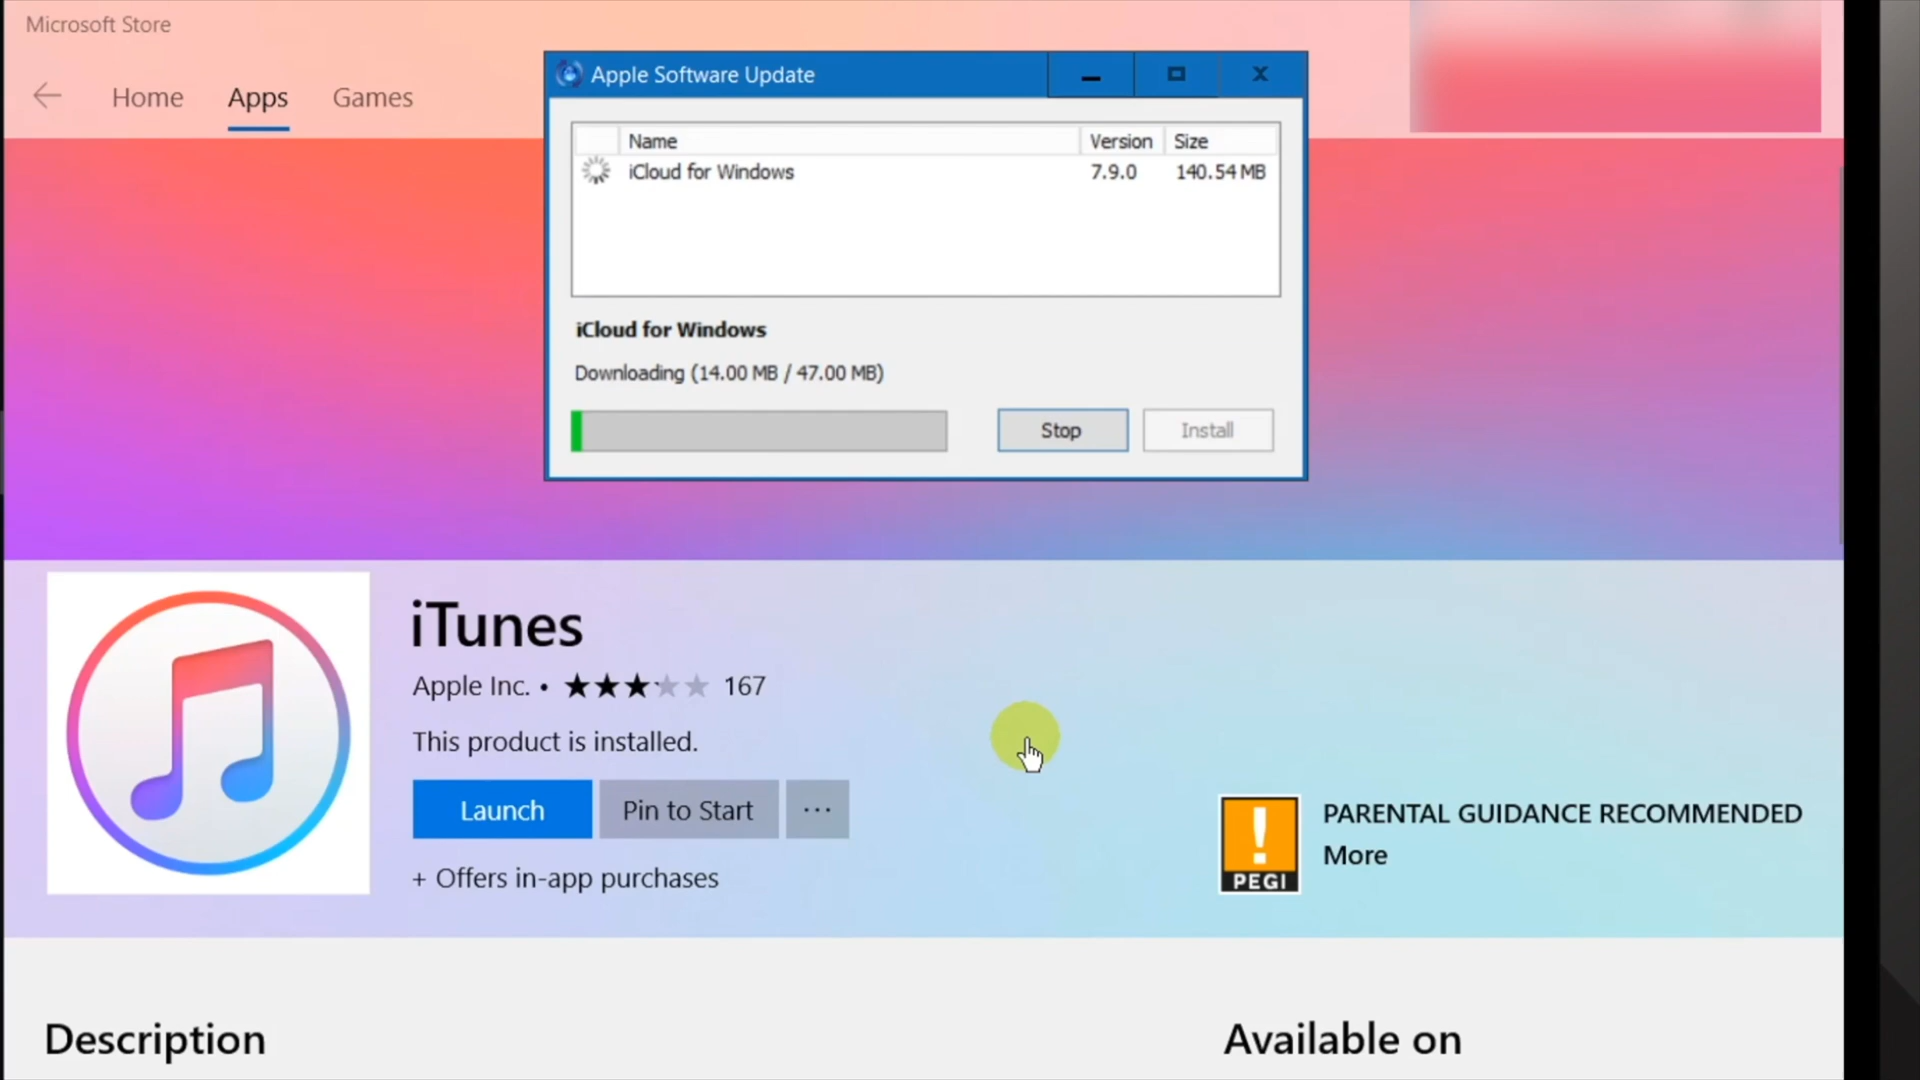 Microsoft Store
Home Apps Games
Apple Software Update
Name Version Size
iCloud for Windows 7.9.0 140.54 MB
iCloud for Windows
Downloading (14.00 MB / 47.00 MB)
Stop Install
iTunes
Apple Inc. • ★★★★★ 167
This product is installed.
Launch Pin to Start ···
+ Offers in-app purchases
PEGI
PARENTAL GUIDANCE RECOMMENDED
More
Description
Available on